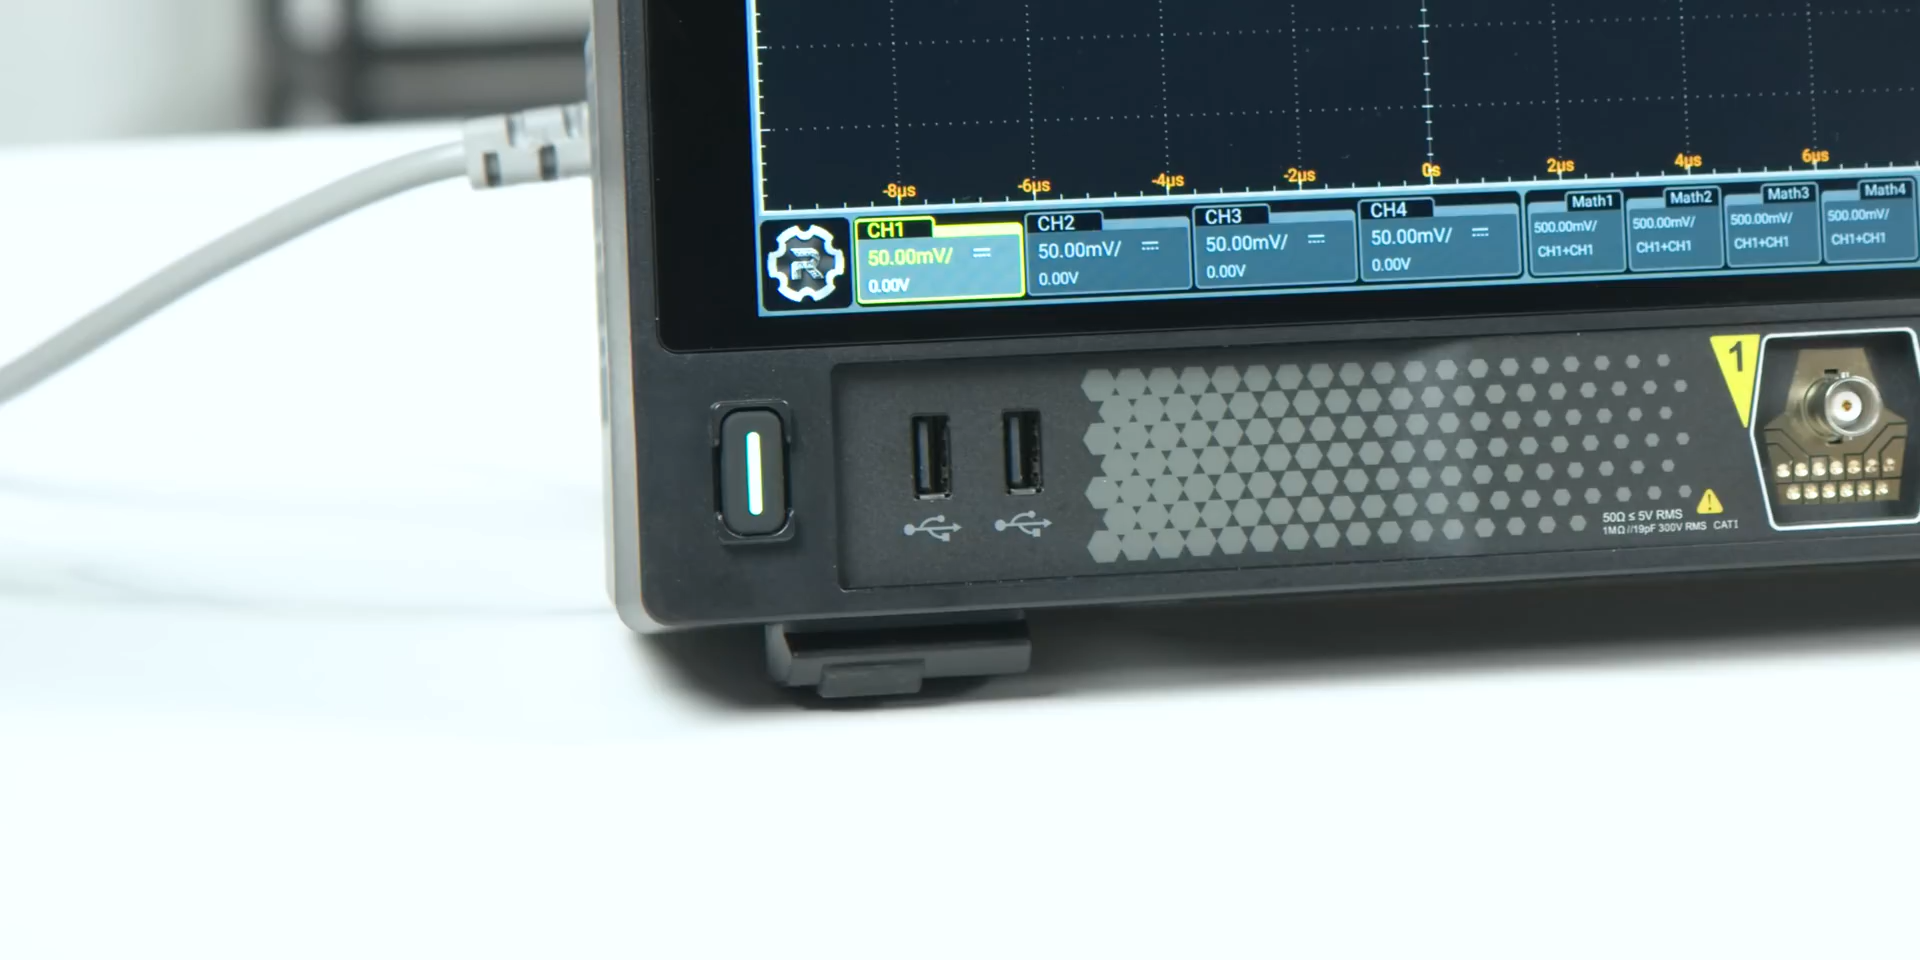 -8µs -6µs -4µs -2µs 0s 2µs 4µs 6µs
CH1
50.00mV/
0.00V
CH2
50.00mV/
0.00V
CH3
50.00mV/
0.00V
CH4
50.00mV/
0.00V
Math1
500.00mV/
CH1+CH1
Math2
500.00mV/
CH1+CH1
Math3
500.00mV/
CH1+CH1
Math4
500.00mV/
CH1+CH1
R
1
50Ω ≤ 5V RMS
1MΩ//19pF 300V RMS CATI